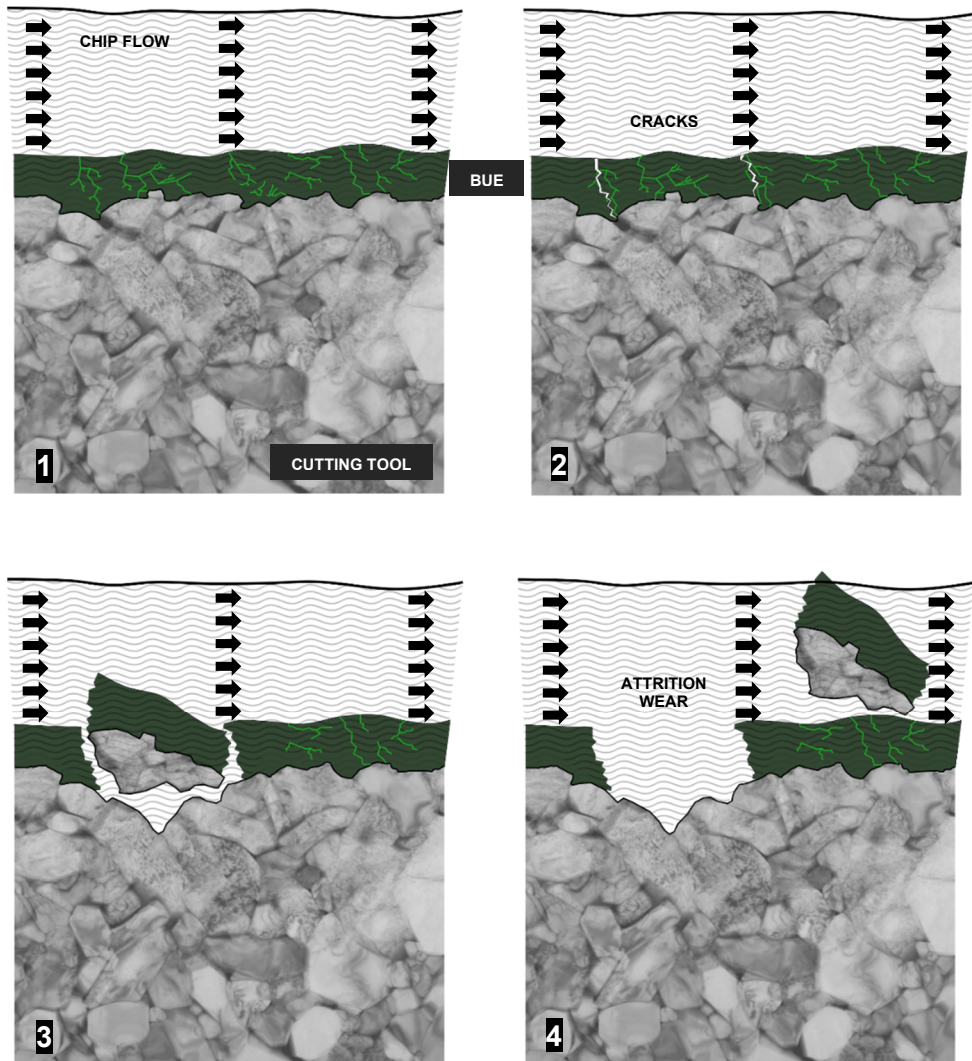 CHIP FLOW
BUE
CUTTING TOOL
1
CRACKS
2
3
ATTRITION
WEAR
4